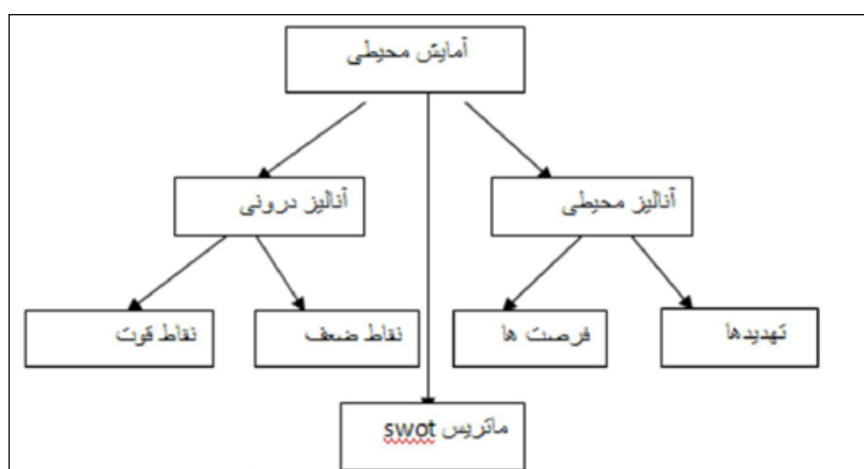 آمایش محیطی
آنالیز محیطی
آنالیز درونی
تهدیدها
فرصت ها
نقاط ضعف
نقاط قوت
ماتریس swot